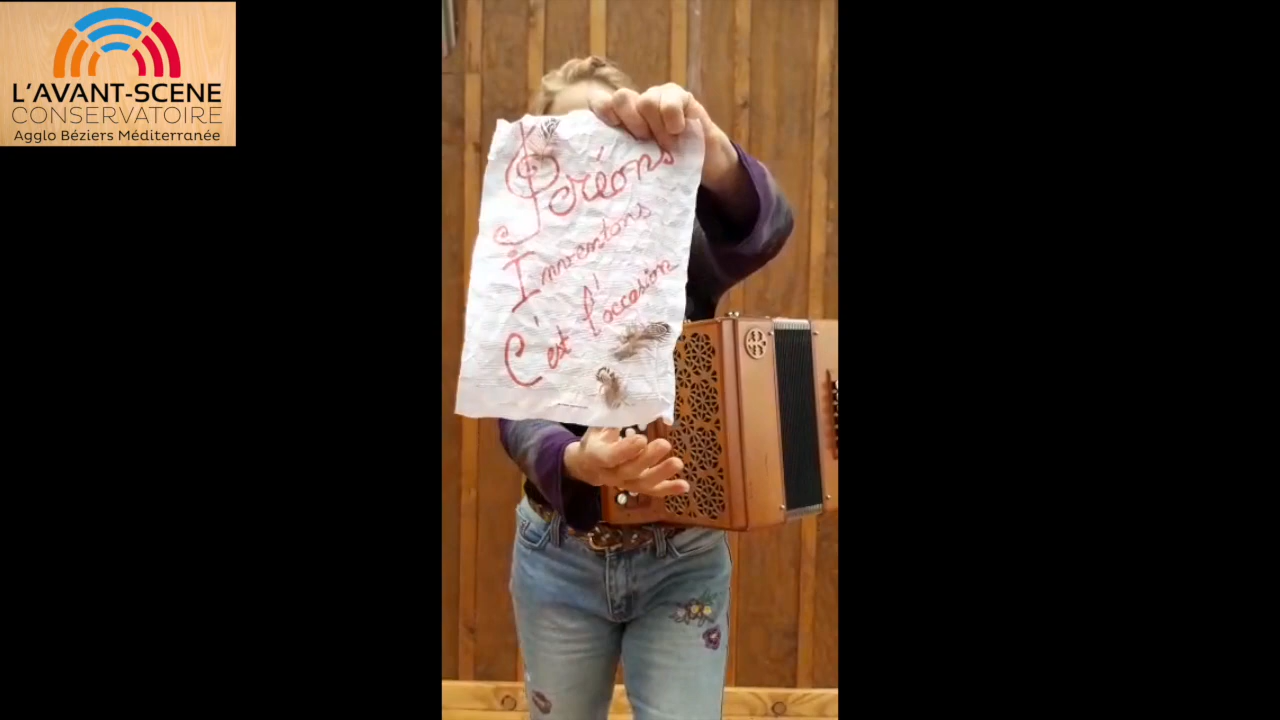 L'AVANT-SCENE
CONSERVATOIRE
Agglo Béziers Méditerranée
créons
Inventons
C'est l'occasion